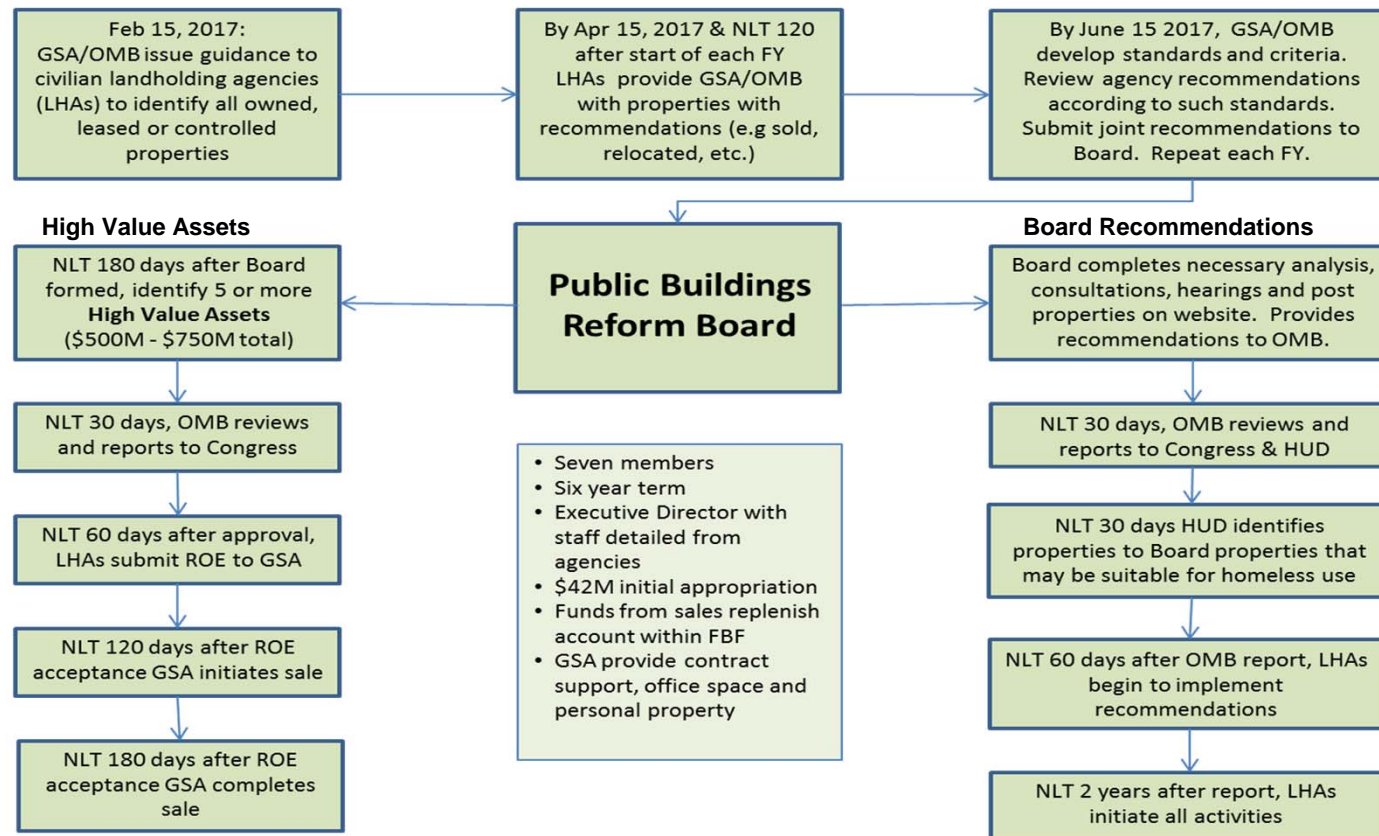 Feb 15, 2017:
GSA/OMB issue guidance to
civilian landholding agencies
(LHAs) to identify all owned,
leased or controlled
properties
By Apr 15, 2017 & NLT 120
after start of each FY
LHAs provide GSA/OMB
with properties with
recommendations (e.g sold,
relocated, etc.)
By June 15 2017, GSA/OMB
develop standards and criteria.
Review agency recommendations
according to such standards.
Submit joint recommendations to
Board. Repeat each FY.
High Value Assets
NLT 180 days after Board
formed, identify 5 or more
High Value Assets
($500M - $750M total)
NLT 30 days, OMB reviews
and reports to Congress
NLT 60 days after approval,
LHAs submit ROE to GSA
NLT 120 days after ROE
acceptance GSA initiates sale
NLT 180 days after ROE
acceptance GSA completes
sale
Public Buildings
Reform Board
• Seven members
• Six year term
• Executive Director with
staff detailed from
agencies
• $42M initial appropriation
• Funds from sales replenish
account within FBF
• GSA provide contract
support, office space and
personal property
Board Recommendations
Board completes necessary analysis,
consultations, hearings and post
properties on website. Provides
recommendations to OMB.
NLT 30 days, OMB reviews and
reports to Congress & HUD
NLT 30 days HUD identifies
properties to Board properties that
may be suitable for homeless use
NLT 60 days after OMB report, LHAs
begin to implement
recommendations
NLT 2 years after report, LHAs
initiate all activities